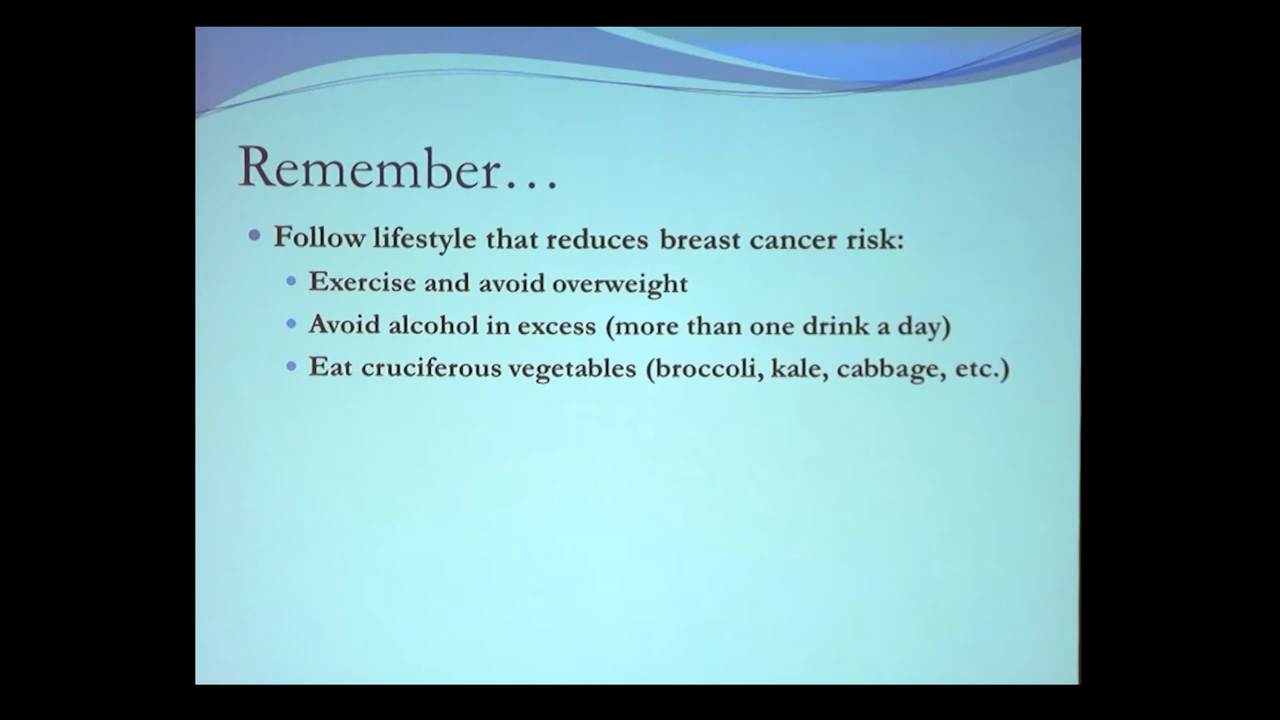 Remember...
• Follow lifestyle that reduces breast cancer risk:
• Exercise and avoid overweight
• Avoid alcohol in excess (more than one drink a day)
• Eat cruciferous vegetables (broccoli, kale, cabbage, etc.)